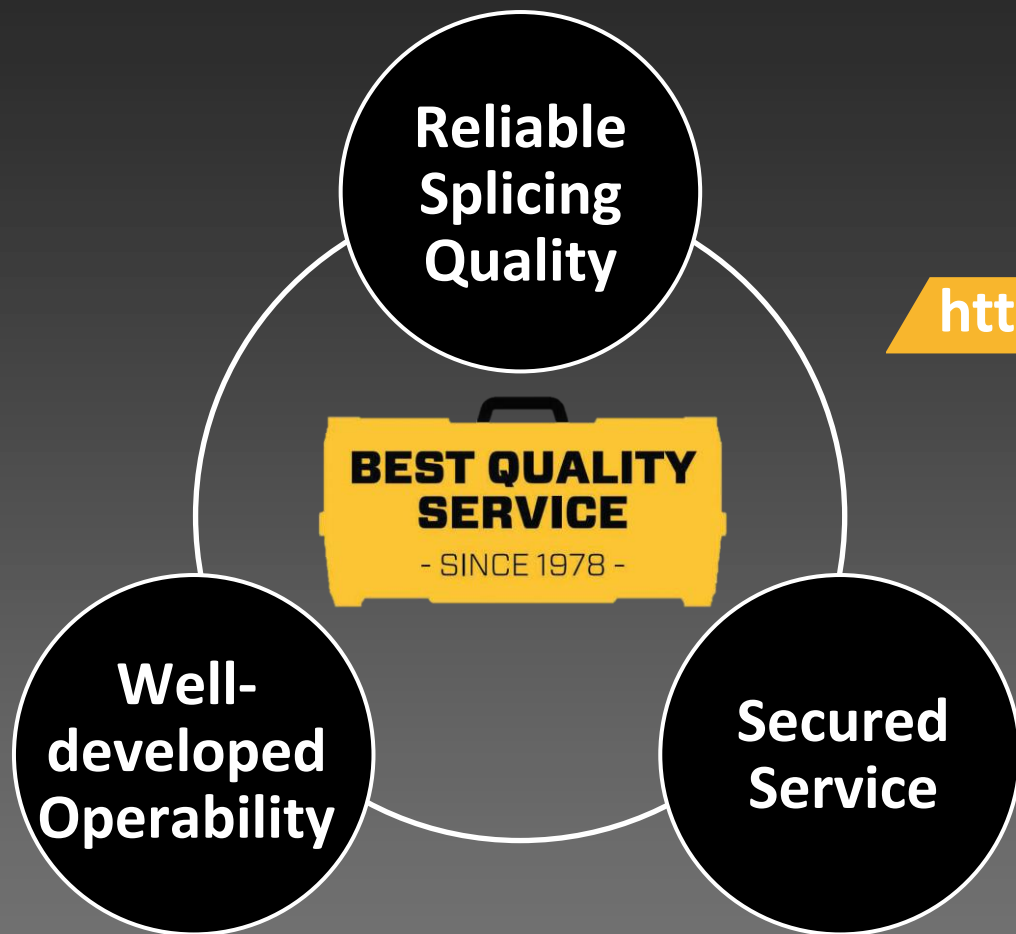 Reliable
Splicing
Quality
htt
BEST QUALITY
SERVICE
- SINCE 1978 -
Well-
developed
Operability
Secured
Service